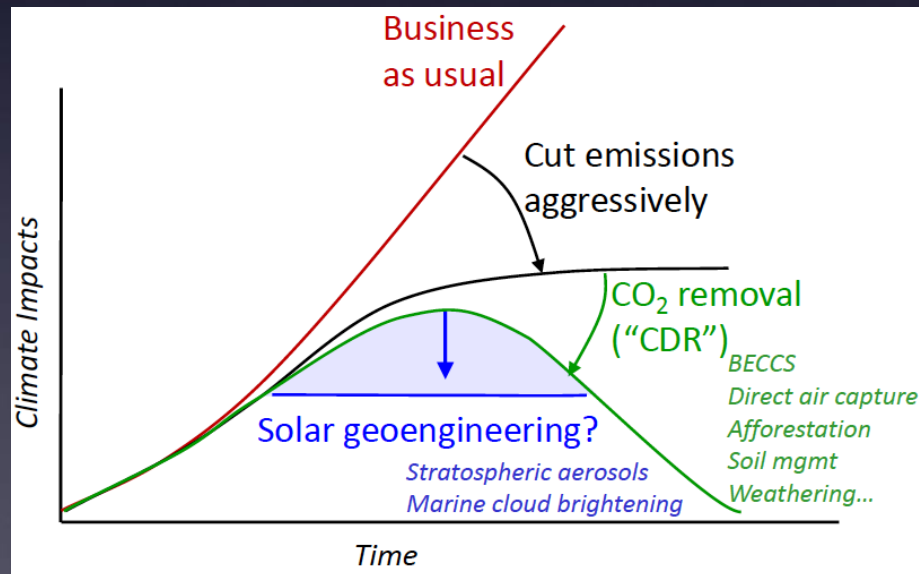 Business
as usual
Cut emissions
aggressively
Climate Impacts
CO₂ removal
(“CDR”)
BECCS
Direct air capture
Afforestation
Soil mgmt
Weathering...
Solar geoengineering?
Stratospheric aerosols
Marine cloud brightening
Time